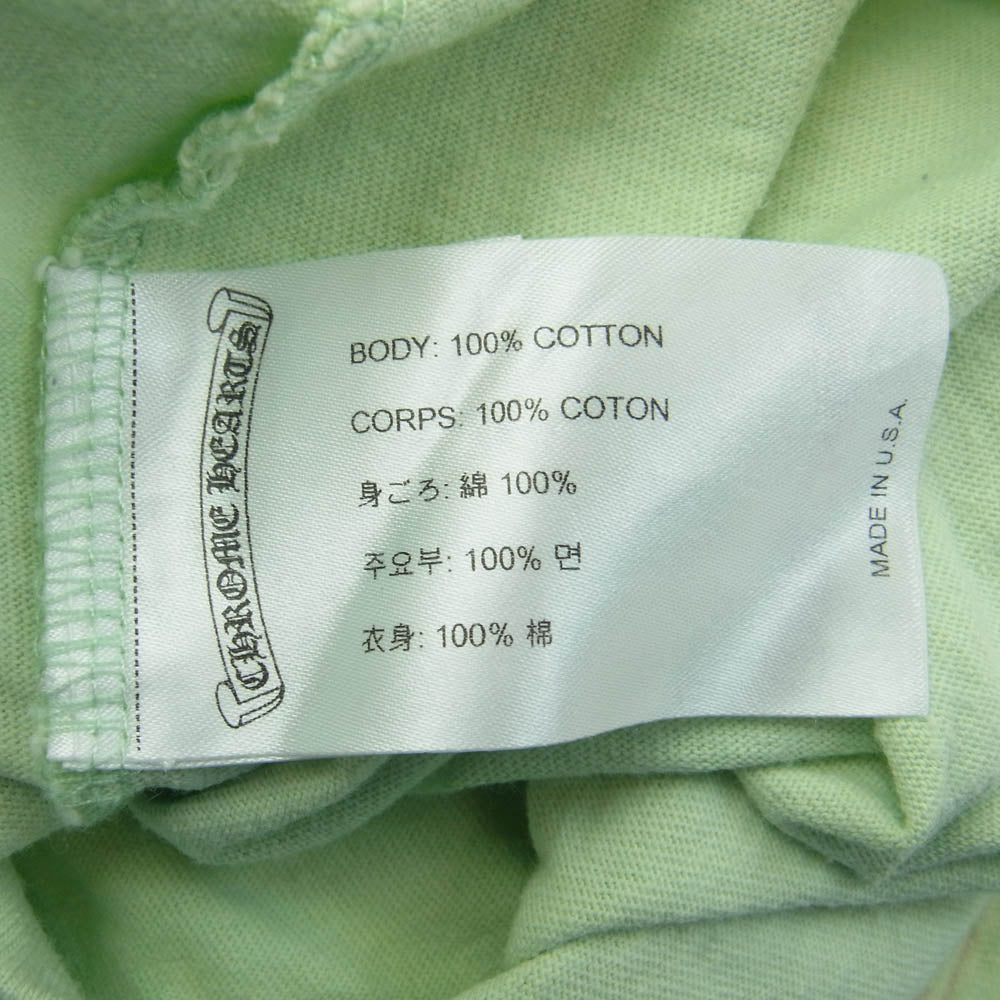 CHROME HEARTS
BODY: 100% COTTON
CORPS: 100% COTON
身ごろ: 綿 100%
주요부: 100% 면
衣身: 100% 棉
MADE IN U.S.A.